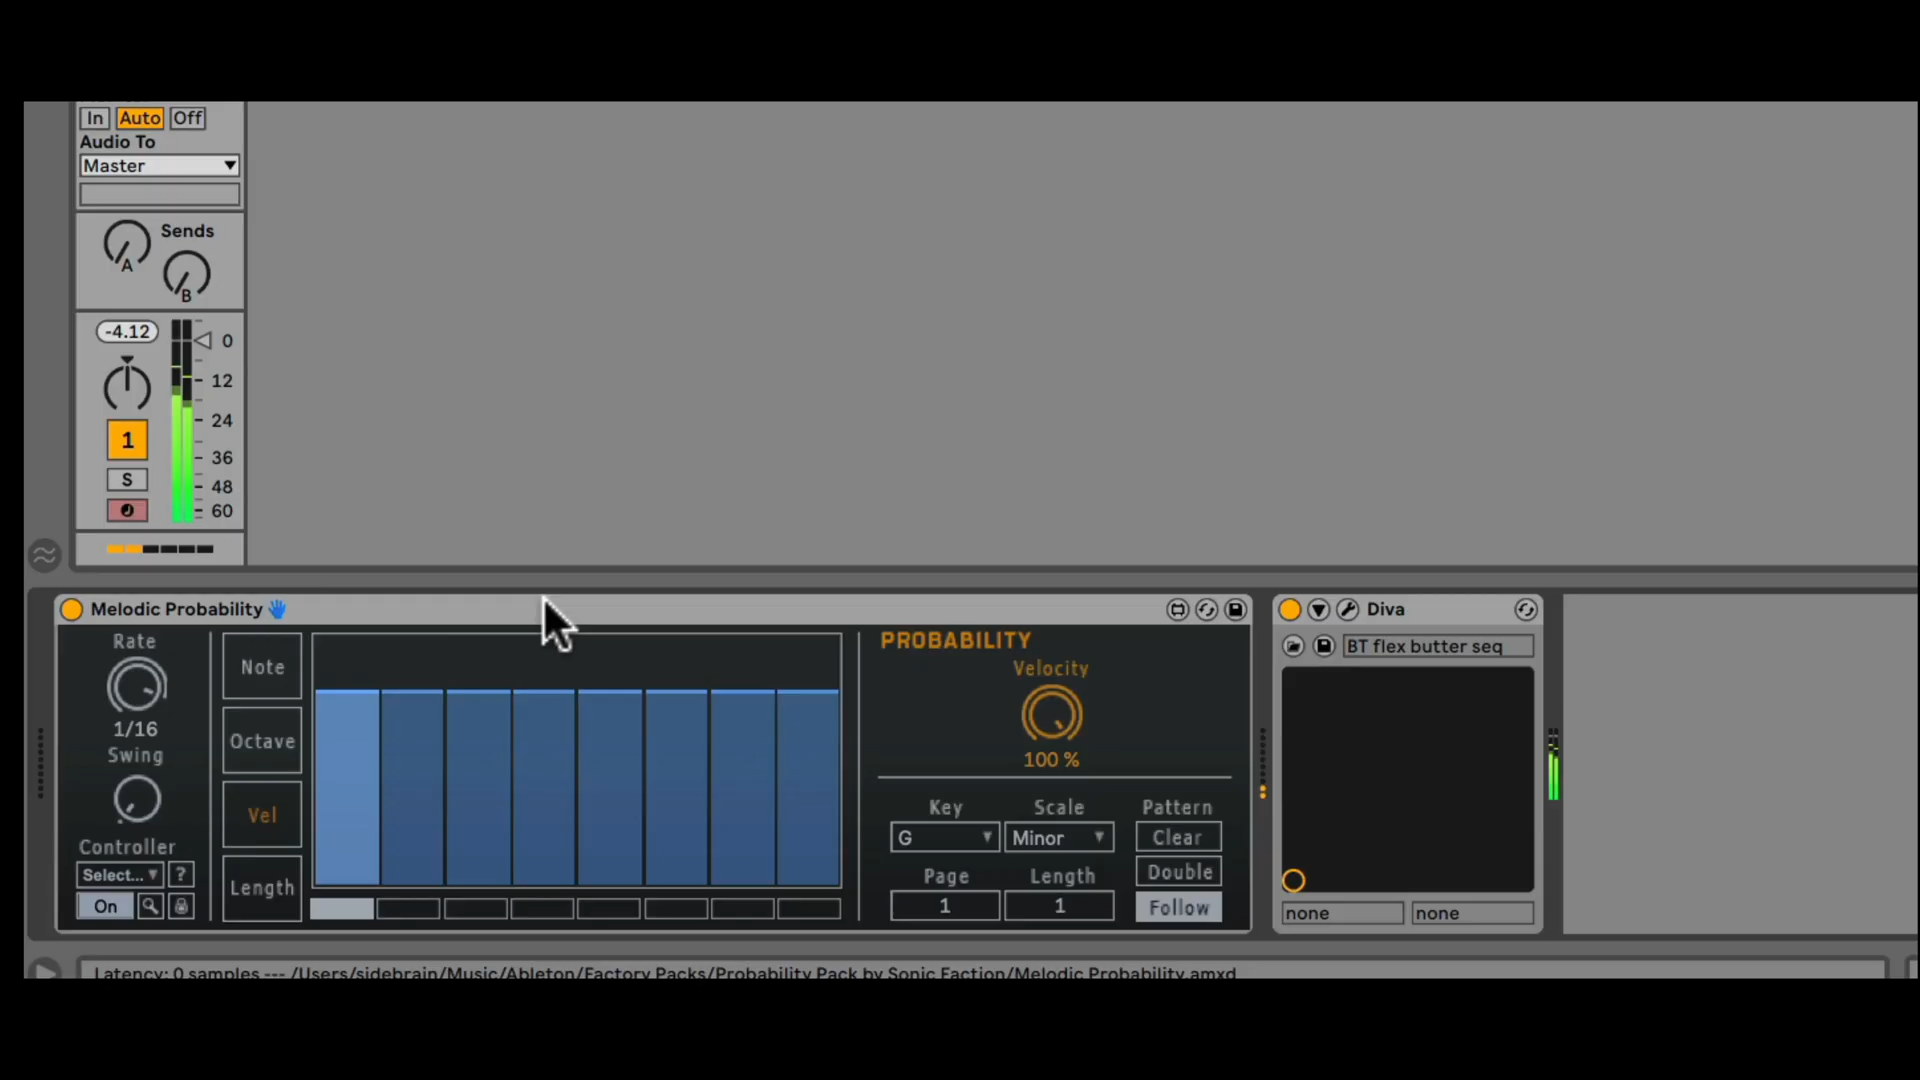 In Auto Off
Audio To
Master
Sends
A
B
-4.12
0
12
24
36
48
60
1
S
Melodic Probability
Rate
1/16
Swing
Controller
Select...
?
On
Note
Octave
Vel
Length
PROBABILITY
Velocity
100 %
Key Scale Pattern
G Minor Clear
Double
Page Length
1 1 Follow
Diva
BT flex butter seq
none none
Latency: 0 samples --- /Users/sidebrain/Music/Ableton/Factory Packs/Probability Pack by Sonic Faction/Melodic Probability.amxd